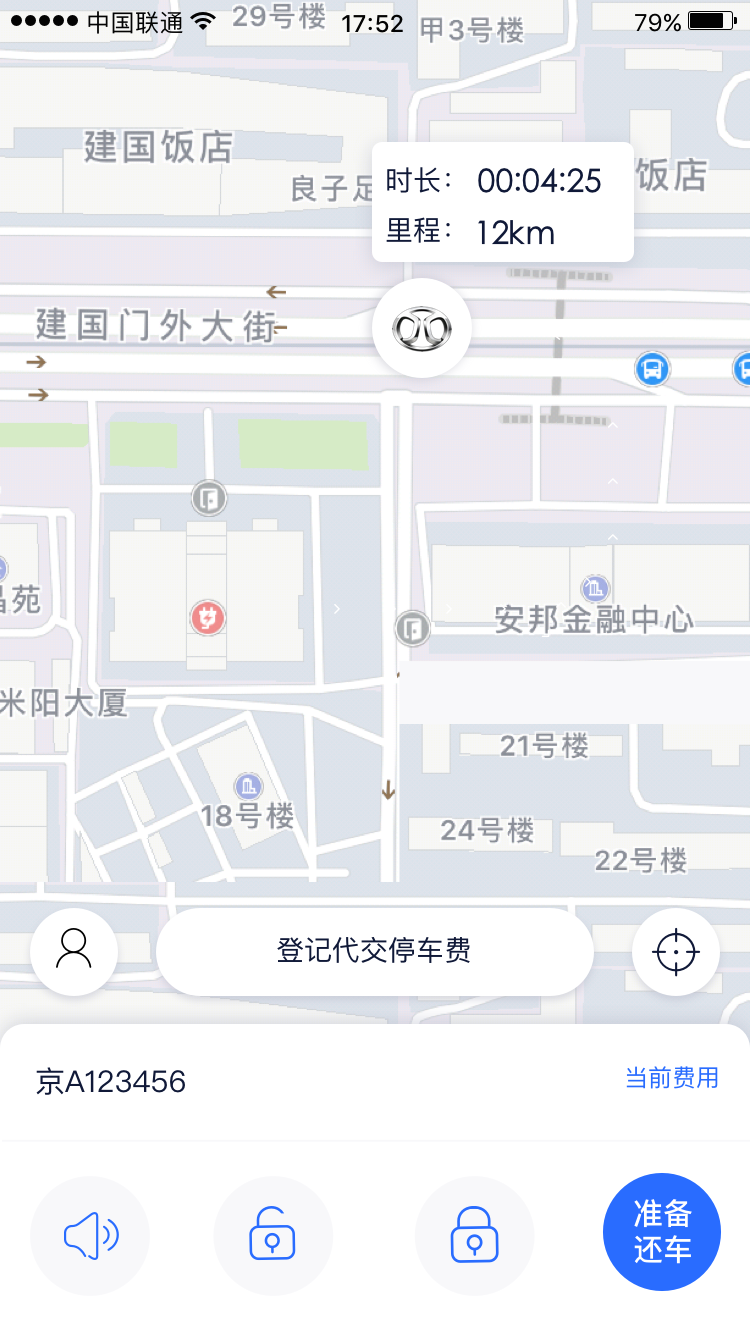 中国联通
17:52
79%
29号楼
甲3号楼
建国饭店
良子足
饭店
时长： 00:04:25
里程： 12km
建国门外大街
昌苑
安邦金融中心
米阳大厦
21号楼
18号楼
24号楼
22号楼
登记代交停车费
京A123456
当前费用
准备
还车